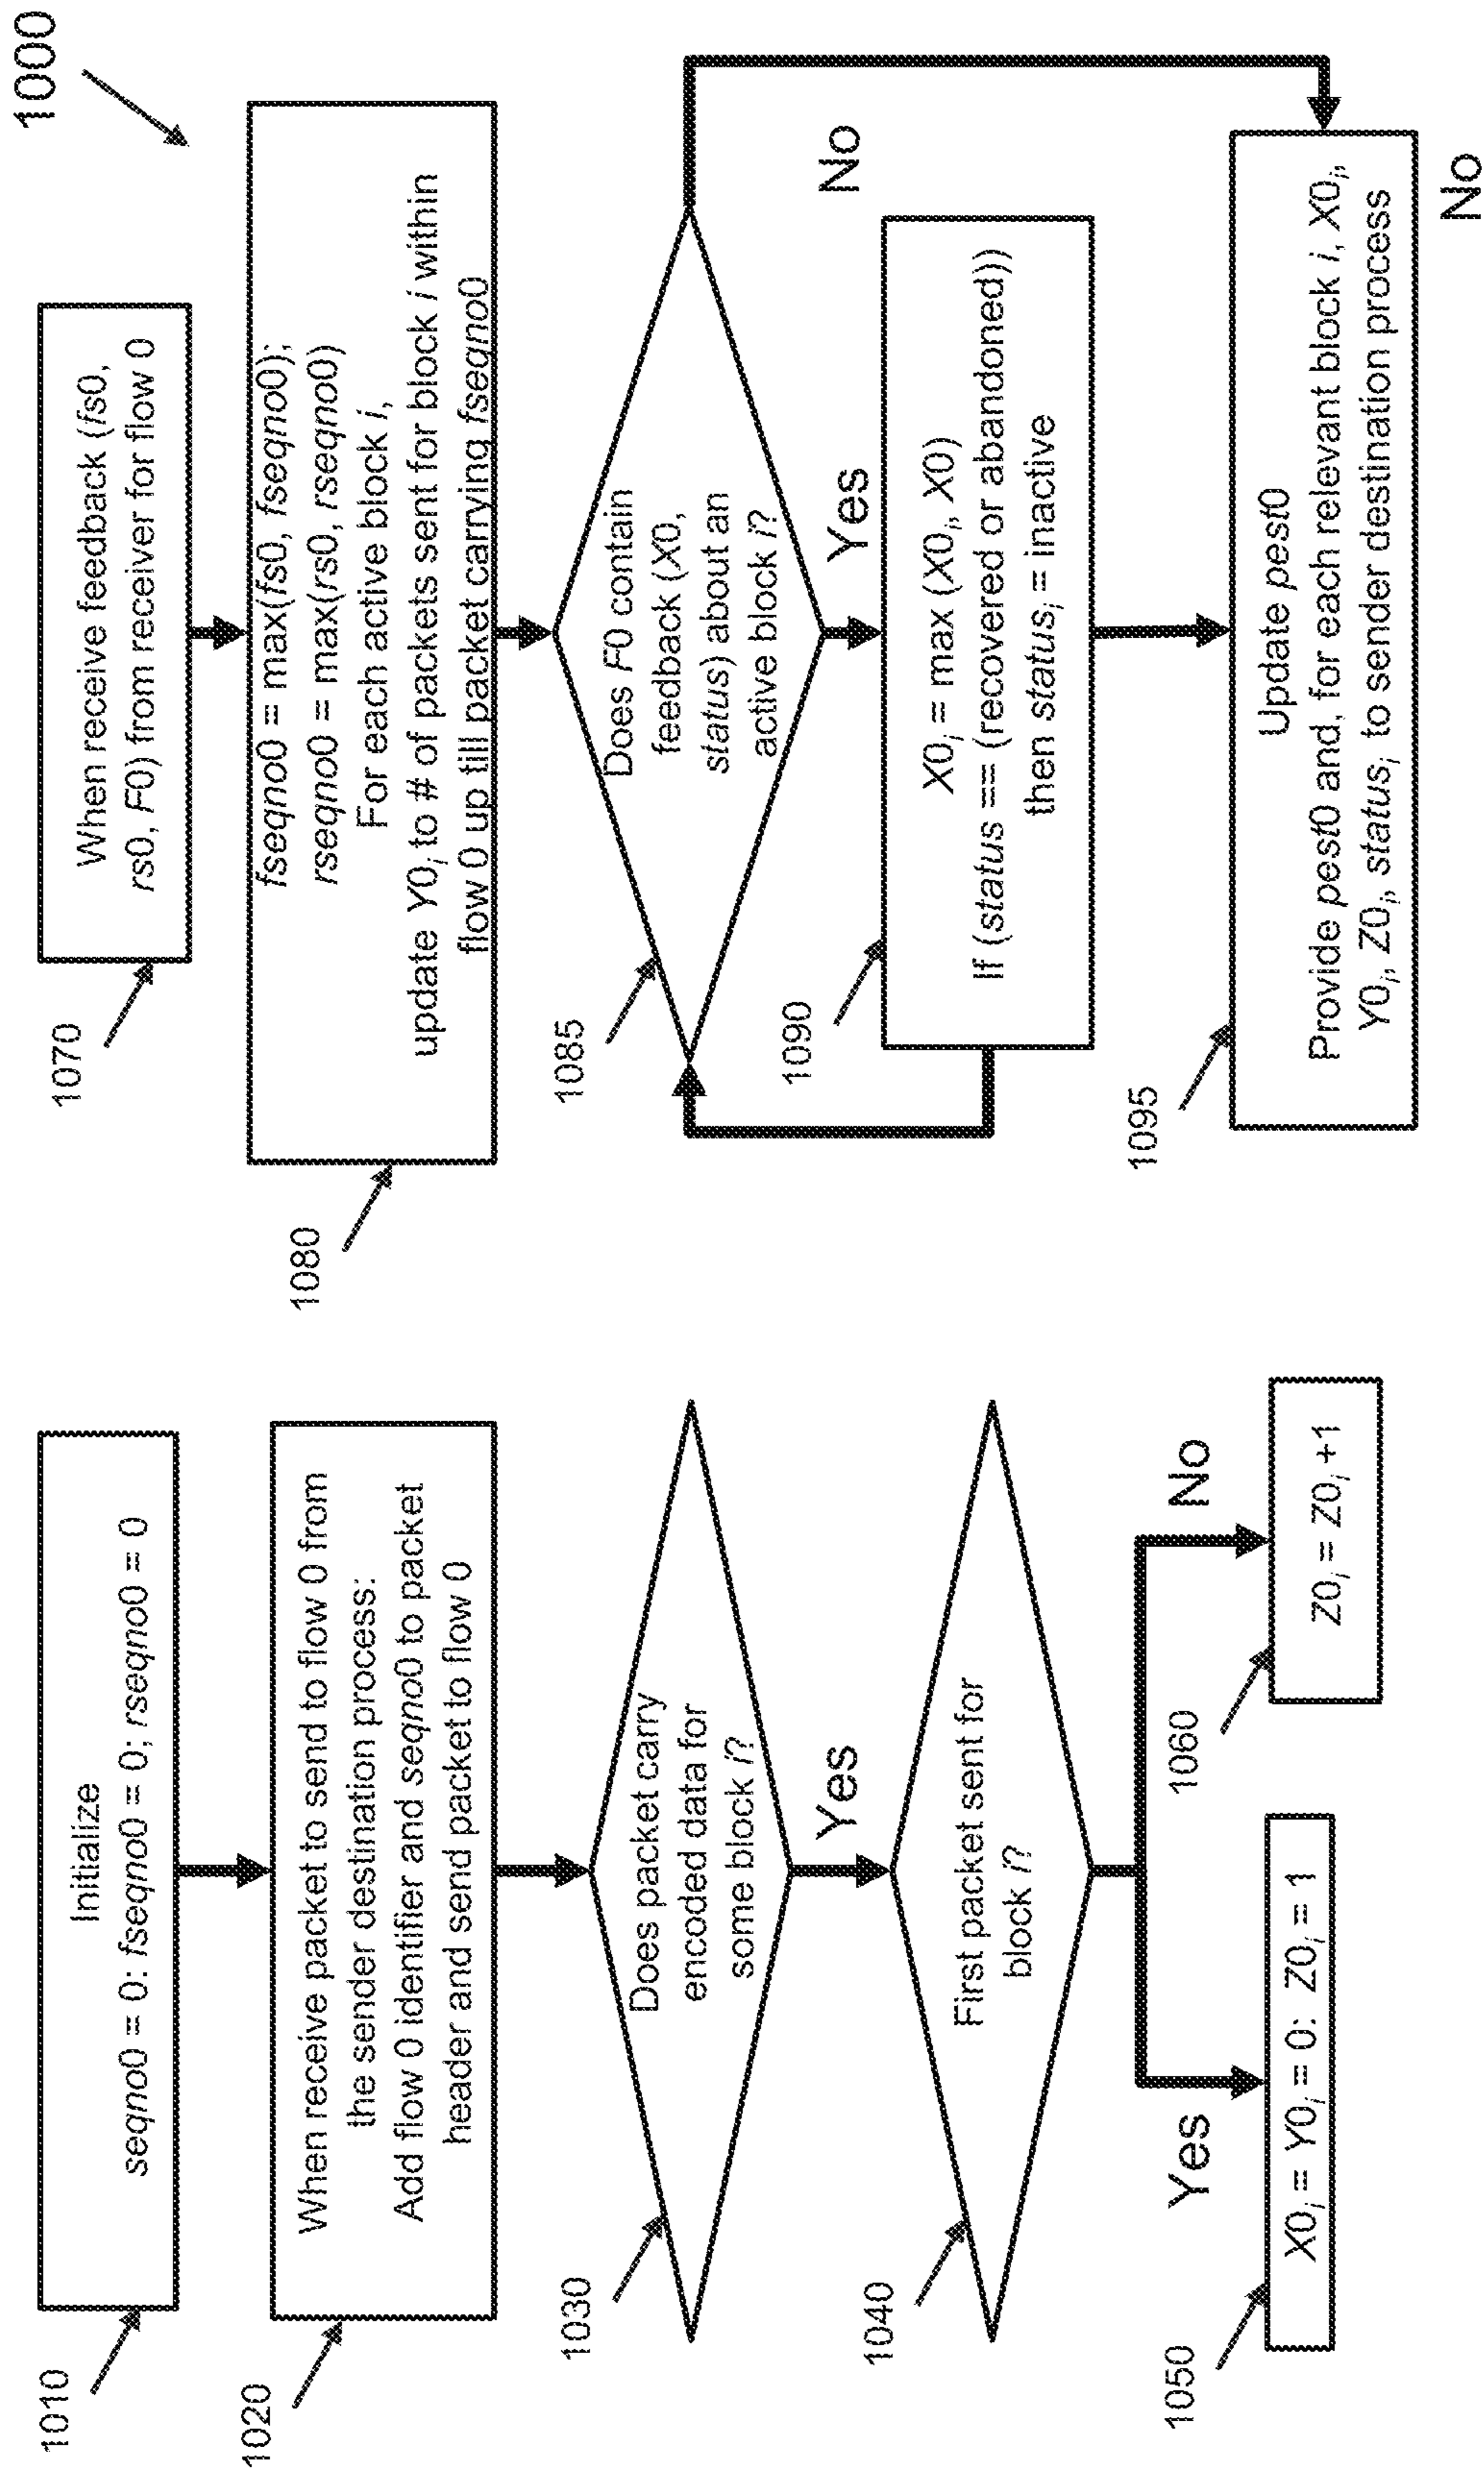 1000
1010
Initialize
seqno0 = 0: fseqno0 = 0; rseqno0 = 0
1020
When receive packet to send to flow 0 from
the sender destination process:
Add flow 0 identifier and seqno0 to packet
header and send packet to flow 0
1030
Does packet carry
encoded data for
some block i?
Yes
1040
First packet sent for
block i?
Yes
No
1050
X0i = Y0i = 0: Z0i = 1
1060
Z0i = Z0i +1
1070
When receive feedback (fs0,
rs0, F0) from receiver for flow 0
1080
fseqno0 = max(fs0, fseqno0);
rseqno0 = max(rs0, rseqno0)
For each active block i,
update Y0i to # of packets sent for block i within
flow 0 up till packet carrying fseqno0
1085
Does F0 contain
feedback (X0,
status) about an
active block i?
No
Yes
1090
X0i = max (X0i, X0)
If (status == (recovered or abandoned))
then statusi = inactive
1095
Update pest0
Provide pest0 and, for each relevant block i, X0i,
Y0i, Z0i, statusi to sender destination process
No